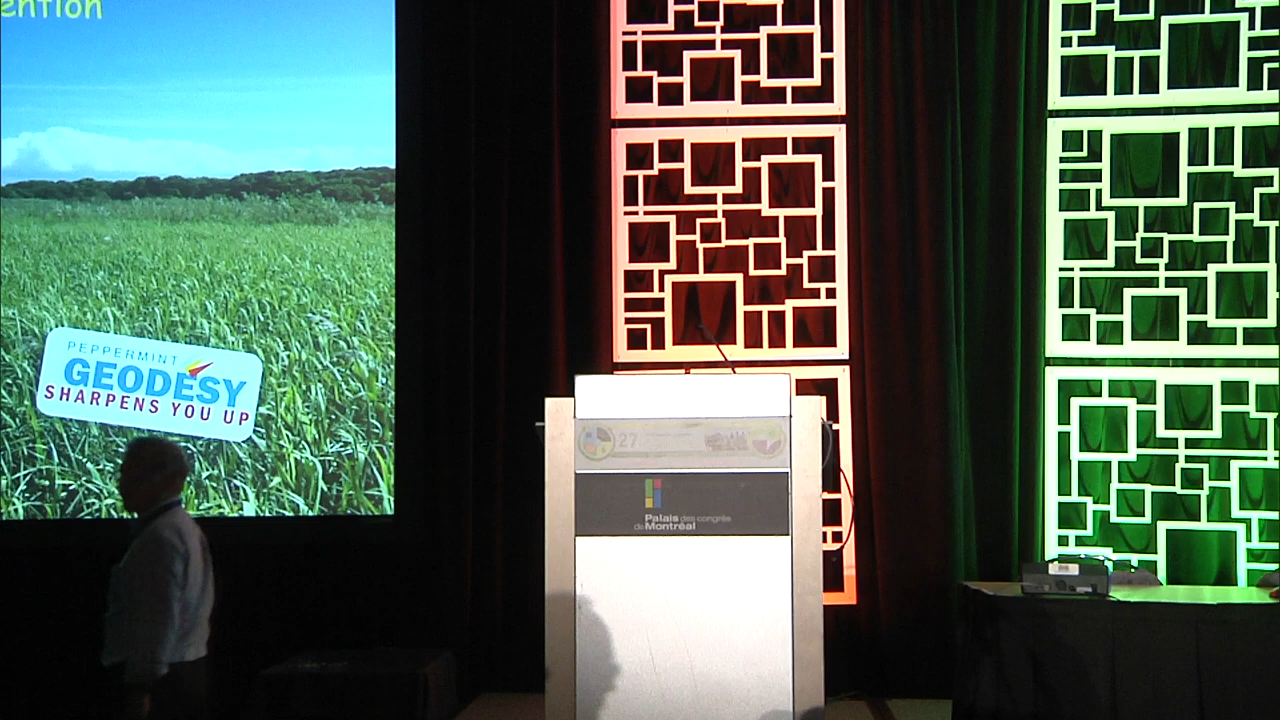 ention
PEPPERMINT
GEODESY
SHARPENS YOU UP
27
Palais des congrès
de Montréal